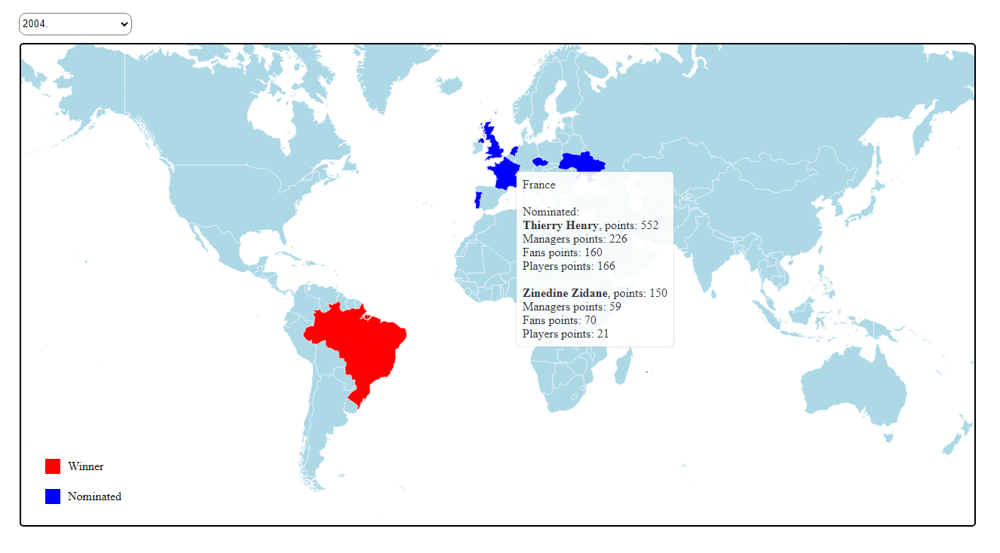 2004.
France
Nominated:
Thierry Henry, points: 552
Managers points: 226
Fans points: 160
Players points: 166
Zinedine Zidane, points: 150
Managers points: 59
Fans points: 70
Players points: 21
Winner
Nominated